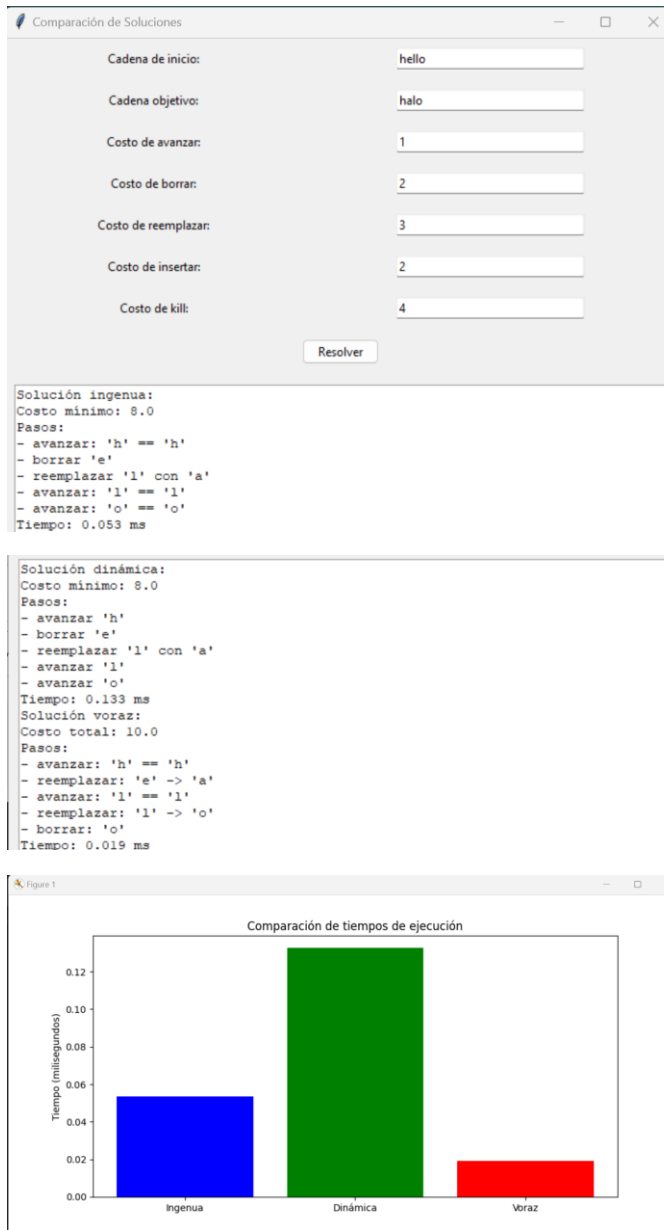 Comparación de Soluciones
Cadena de inicio: hello
Cadena objetivo: halo
Costo de avanzar: 1
Costo de borrar: 2
Costo de reemplazar: 3
Costo de insertar: 2
Costo de kill: 4
Resolver
Solución ingenua:
Costo mínimo: 8.0
Pasos:
- avanzar: 'h' == 'h'
- borrar 'e'
- reemplazar 'l' con 'a'
- avanzar: 'l' == 'l'
- avanzar: 'o' == 'o'
Tiempo: 0.053 ms
Solución dinámica:
Costo mínimo: 8.0
Pasos:
- avanzar 'h'
- borrar 'e'
- reemplazar 'l' con 'a'
- avanzar 'l'
- avanzar 'o'
Tiempo: 0.133 ms
Solución voraz:
Costo total: 10.0
Pasos:
- avanzar: 'h' == 'h'
- reemplazar: 'e' -> 'a'
- avanzar: 'l' == 'l'
- reemplazar: 'l' -> 'o'
- borrar: 'o'
Tiempo: 0.019 ms
Figure 1
Comparación de tiempos de ejecución
Tiempo (milisegundos)
0.12
0.10
0.08
0.06
0.04
0.02
0.00
Ingenua Dinámica Voraz